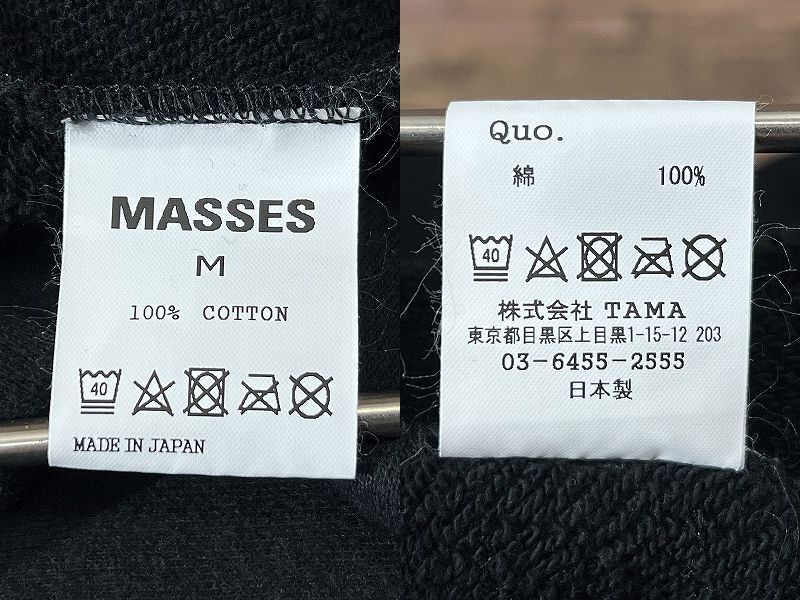 MASSES
M
100% COTTON
40
MADE IN JAPAN
Quo.
綿 100%
40
株式会社 TAMA
東京都目黒区上目黒1-15-12 203
03-6455-2555
日本製